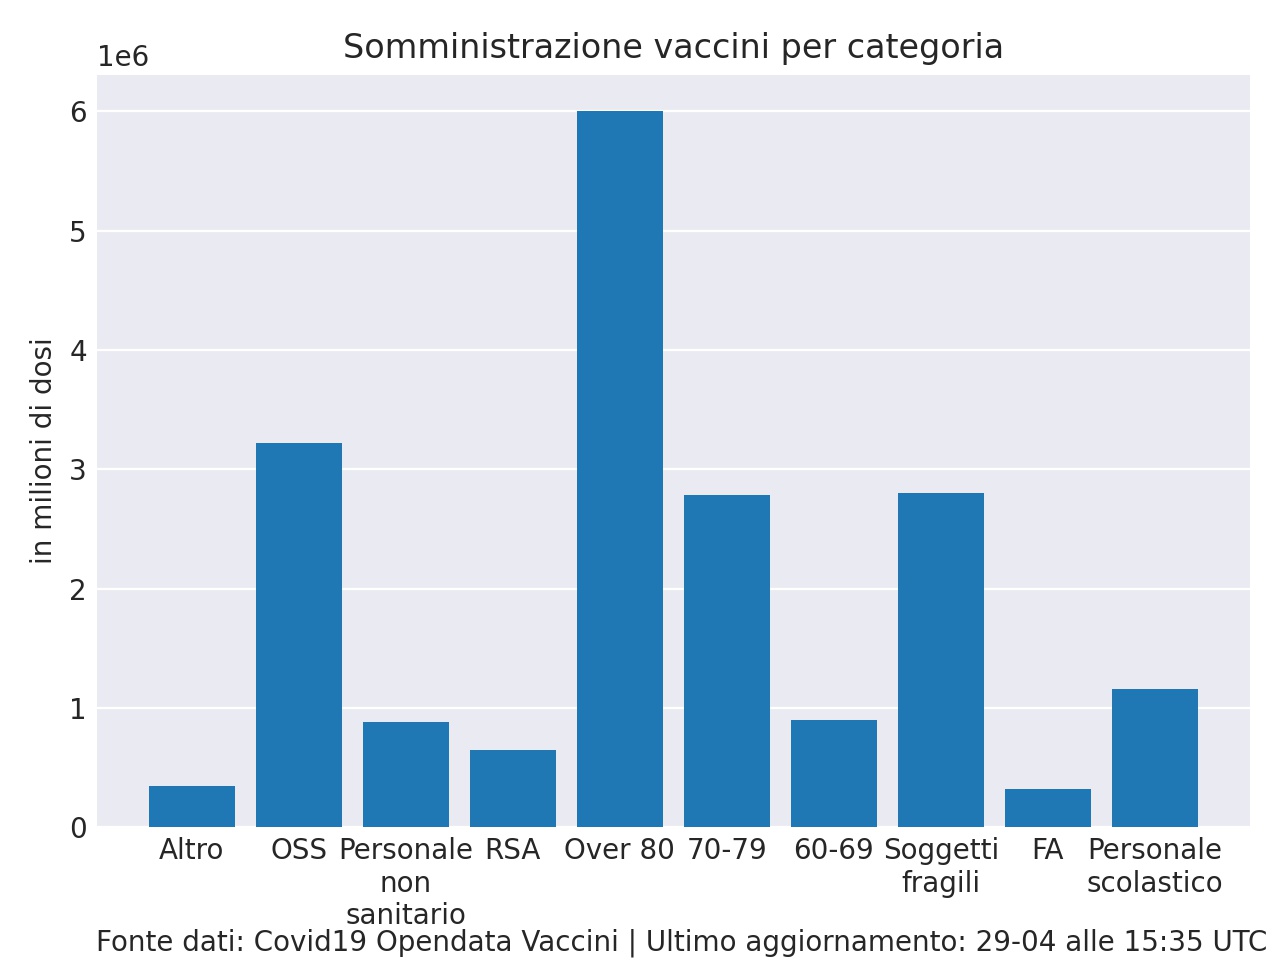 Somministrazione vaccini per categoria
1e6
6
5
4
3
2
1
0
in milioni di dosi
Altro
OSS
Personale
non
sanitario
RSA
Over 80
70-79
60-69
Soggetti
fragili
FA
Personale
scolastico
Fonte dati: Covid19 Opendata Vaccini | Ultimo aggiornamento: 29-04 alle 15:35 UTC